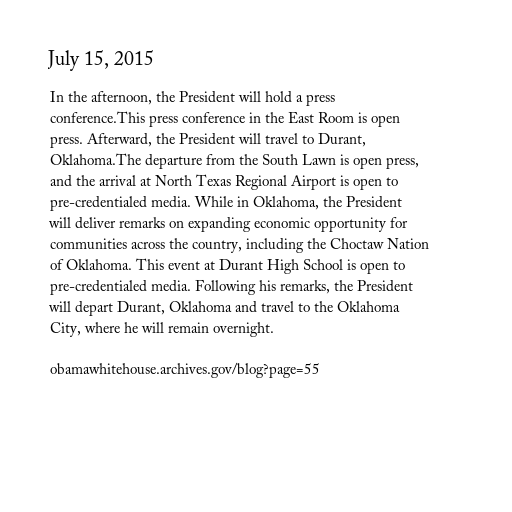 July 15, 2015
In the afternoon, the President will hold a press
conference.This press conference in the East Room is open
press. Afterward, the President will travel to Durant,
Oklahoma.The departure from the South Lawn is open press,
and the arrival at North Texas Regional Airport is open to
pre-credentialed media. While in Oklahoma, the President
will deliver remarks on expanding economic opportunity for
communities across the country, including the Choctaw Nation
of Oklahoma. This event at Durant High School is open to
pre-credentialed media. Following his remarks, the President
will depart Durant, Oklahoma and travel to the Oklahoma
City, where he will remain overnight.
obamawhitehouse.archives.gov/blog?page=55